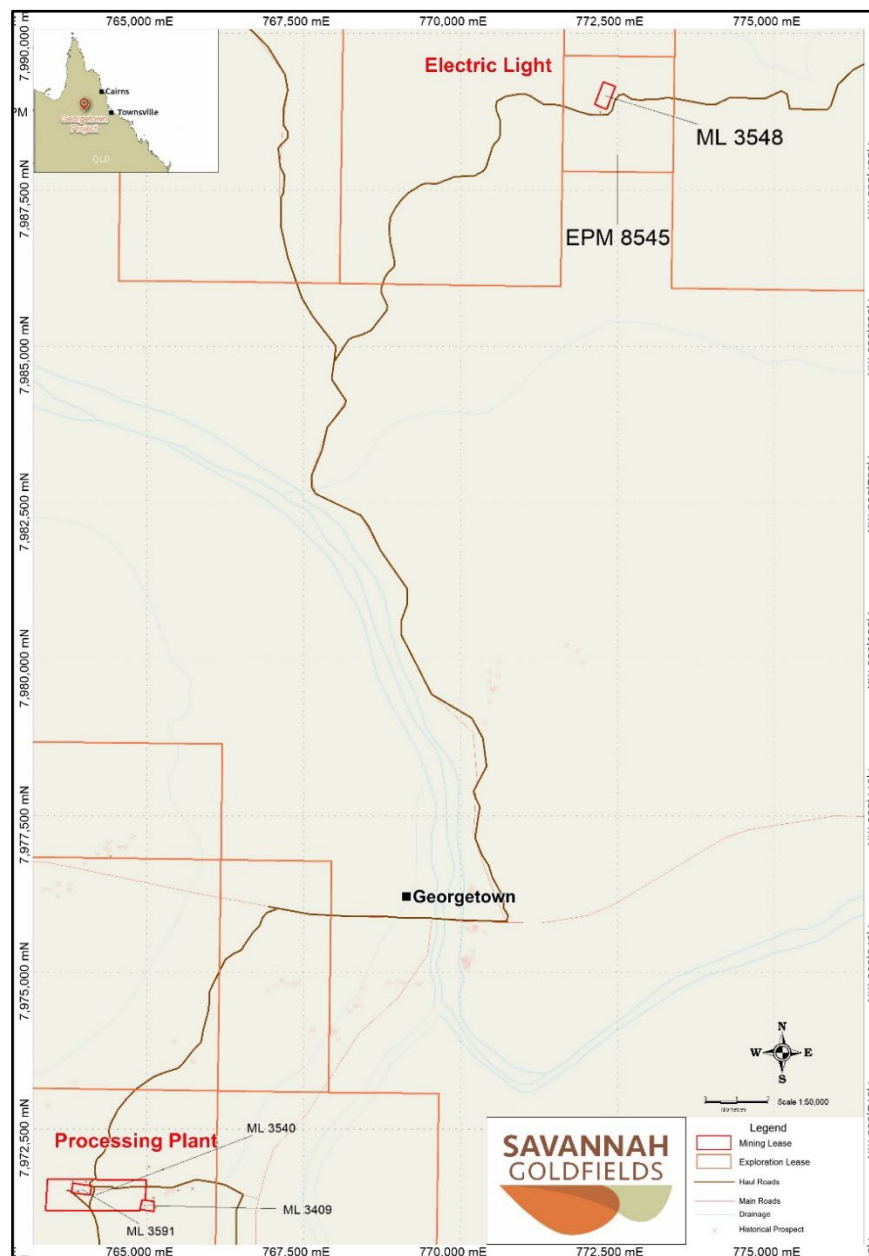 765,000 mE
767,500 mE
770,000 mE
772,500 mE
775,000 mE
7,990,000 mN
7,987,500 mN
7,985,000 mN
7,982,500 mN
7,980,000 mN
7,977,500 mN
7,975,000 mN
7,972,500 mN
Cairns
Townsville
Georgetown
Project
QLD
Electric Light
ML 3548
EPM 8545
Georgetown
Processing Plant
ML 3540
ML 3409
ML 3591
N
W E
S
Scale 1:50,000
SAVANNAH
GOLDFIELDS
Legend
Mining Lease
Exploration Lease
Haul Roads
Main Roads
Drainage
Historical Prospect
765,000 mE
767,500 mE
770,000 mE
772,500 mE
775,000 mE